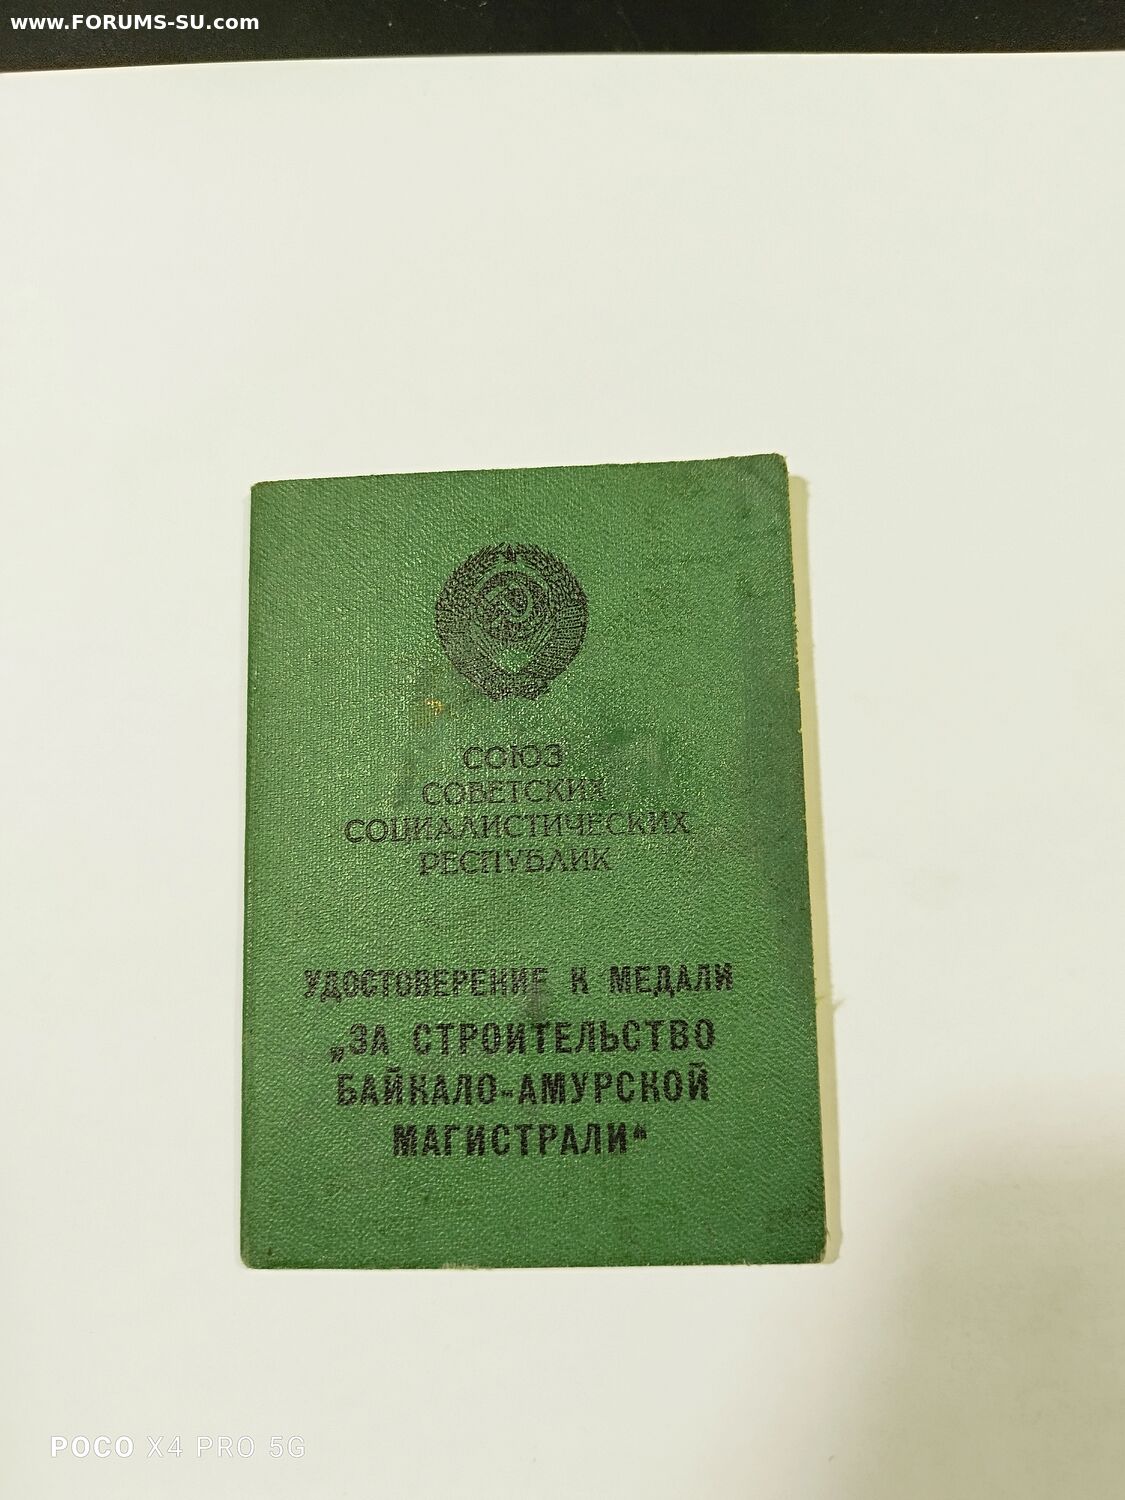 www.FORUMS-SU.com
СОЮЗ
СОВЕТСКИХ
СОЦИАЛИСТИЧЕСКИХ
РЕСПУБЛИК
УДОСТОВЕРЕНИЕ К МЕДАЛИ
„ЗА СТРОИТЕЛЬСТВО
БАЙКАЛО-АМУРСКОЙ
МАГИСТРАЛИ“
POCO X4 PRO 5G